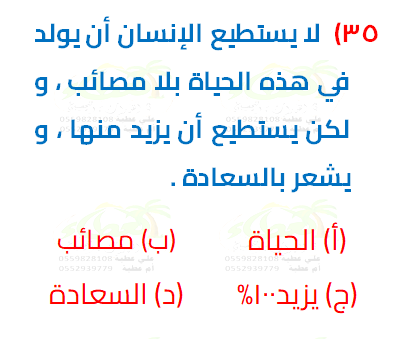 ٣٥) لا يستطيع الإنسان أن يولد
في هذه الحياة بلا مصائب ، و
لكن يستطيع أن يزيد منها ، و
يشعر بالسعادة .
(أ) الحياة (ب) مصائب
(ج) يزيد١٠٠% (د) السعادة